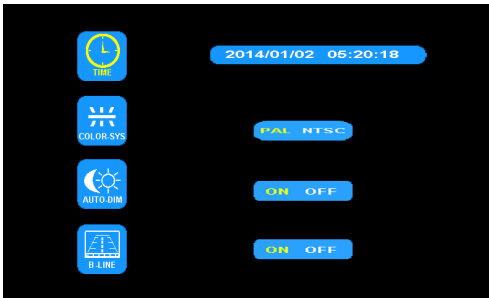 TIME
2014/01/02 05:20:18
COLOR-SYS
PAL NTSC
AUTO-DIM
ON OFF
B-LINE
ON OFF